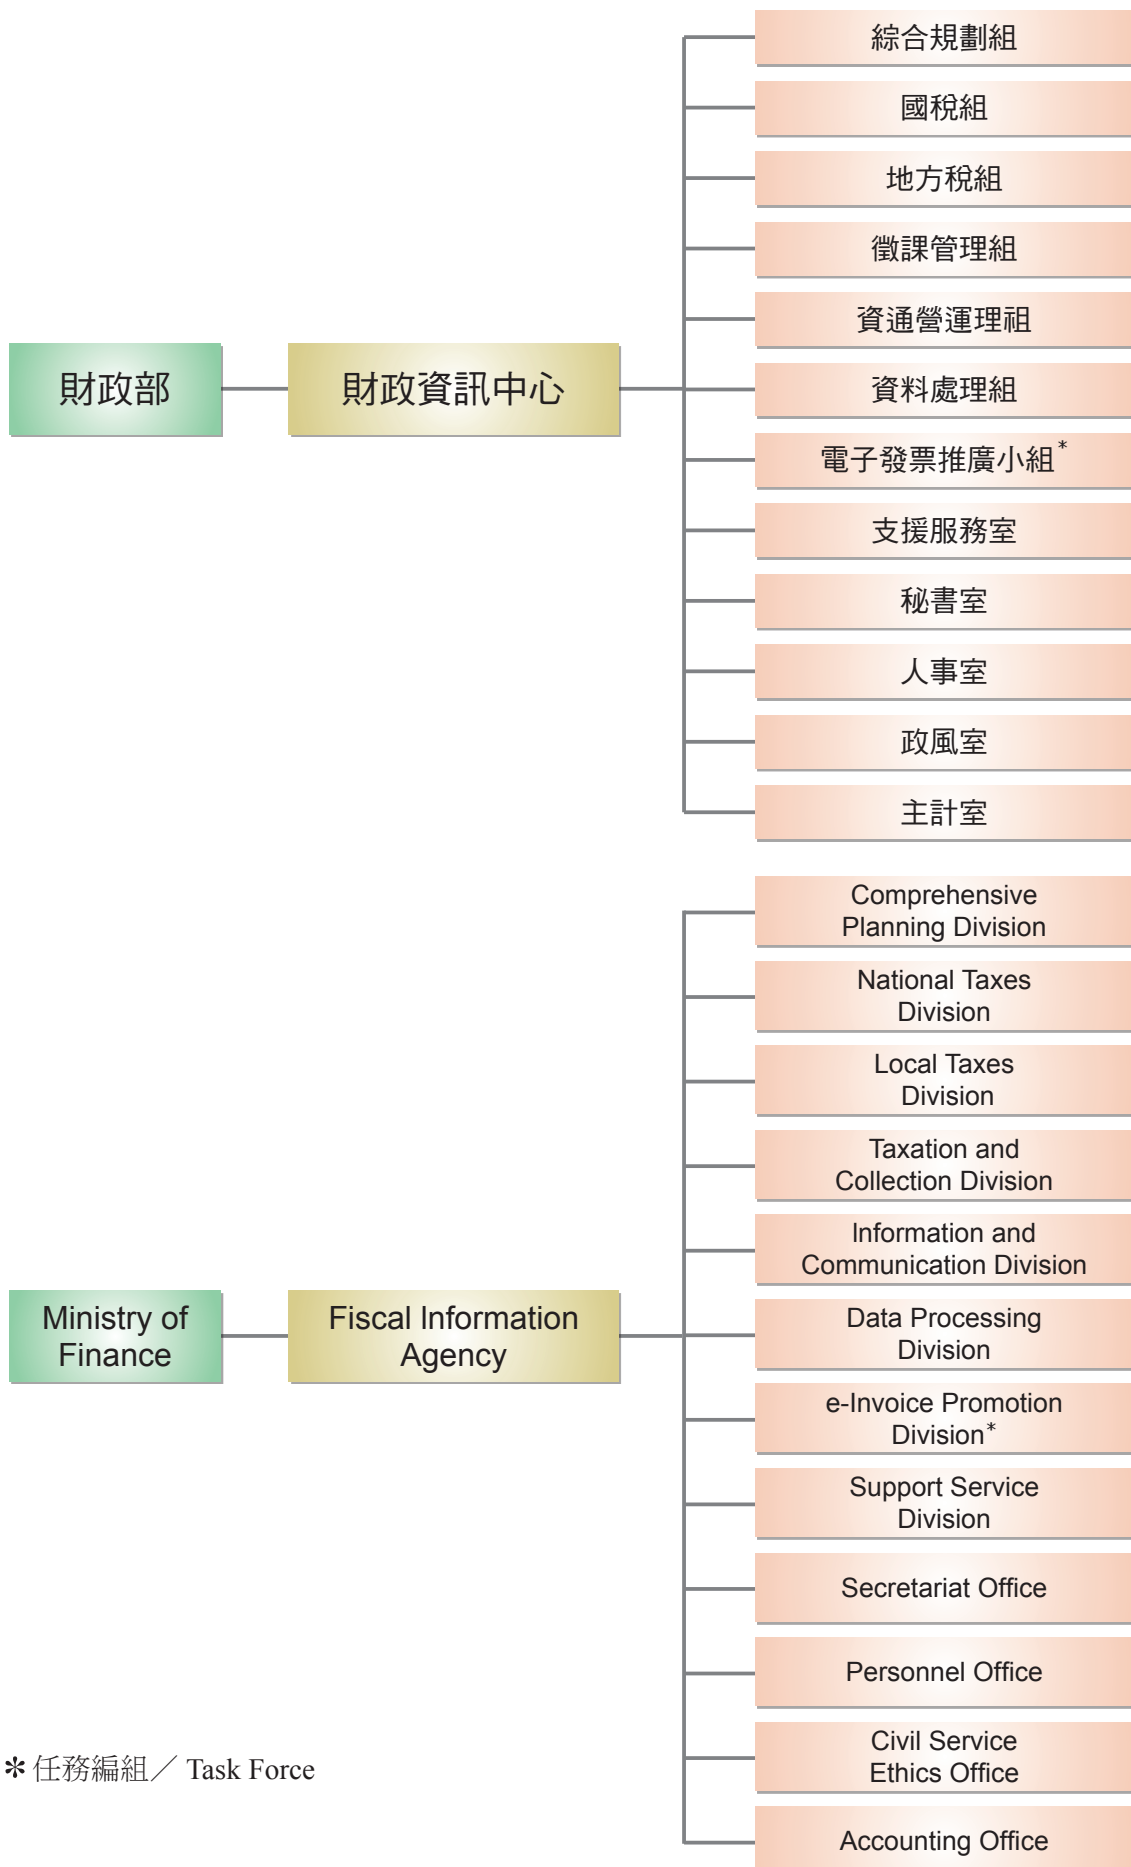 財政部
財政資訊中心
綜合規劃組
國稅組
地方稅組
徵課管理組
資通營運理祖
資料處理組
電子發票推廣小組*
支援服務室
秘書室
人事室
政風室
主計室
Ministry of
Finance
Fiscal Information
Agency
Comprehensive
Planning Division
National Taxes
Division
Local Taxes
Division
Taxation and
Collection Division
Information and
Communication Division
Data Processing
Division
e-Invoice Promotion
Division*
Support Service
Division
Secretariat Office
Personnel Office
Civil Service
Ethics Office
Accounting Office
* 任務編組／ Task Force